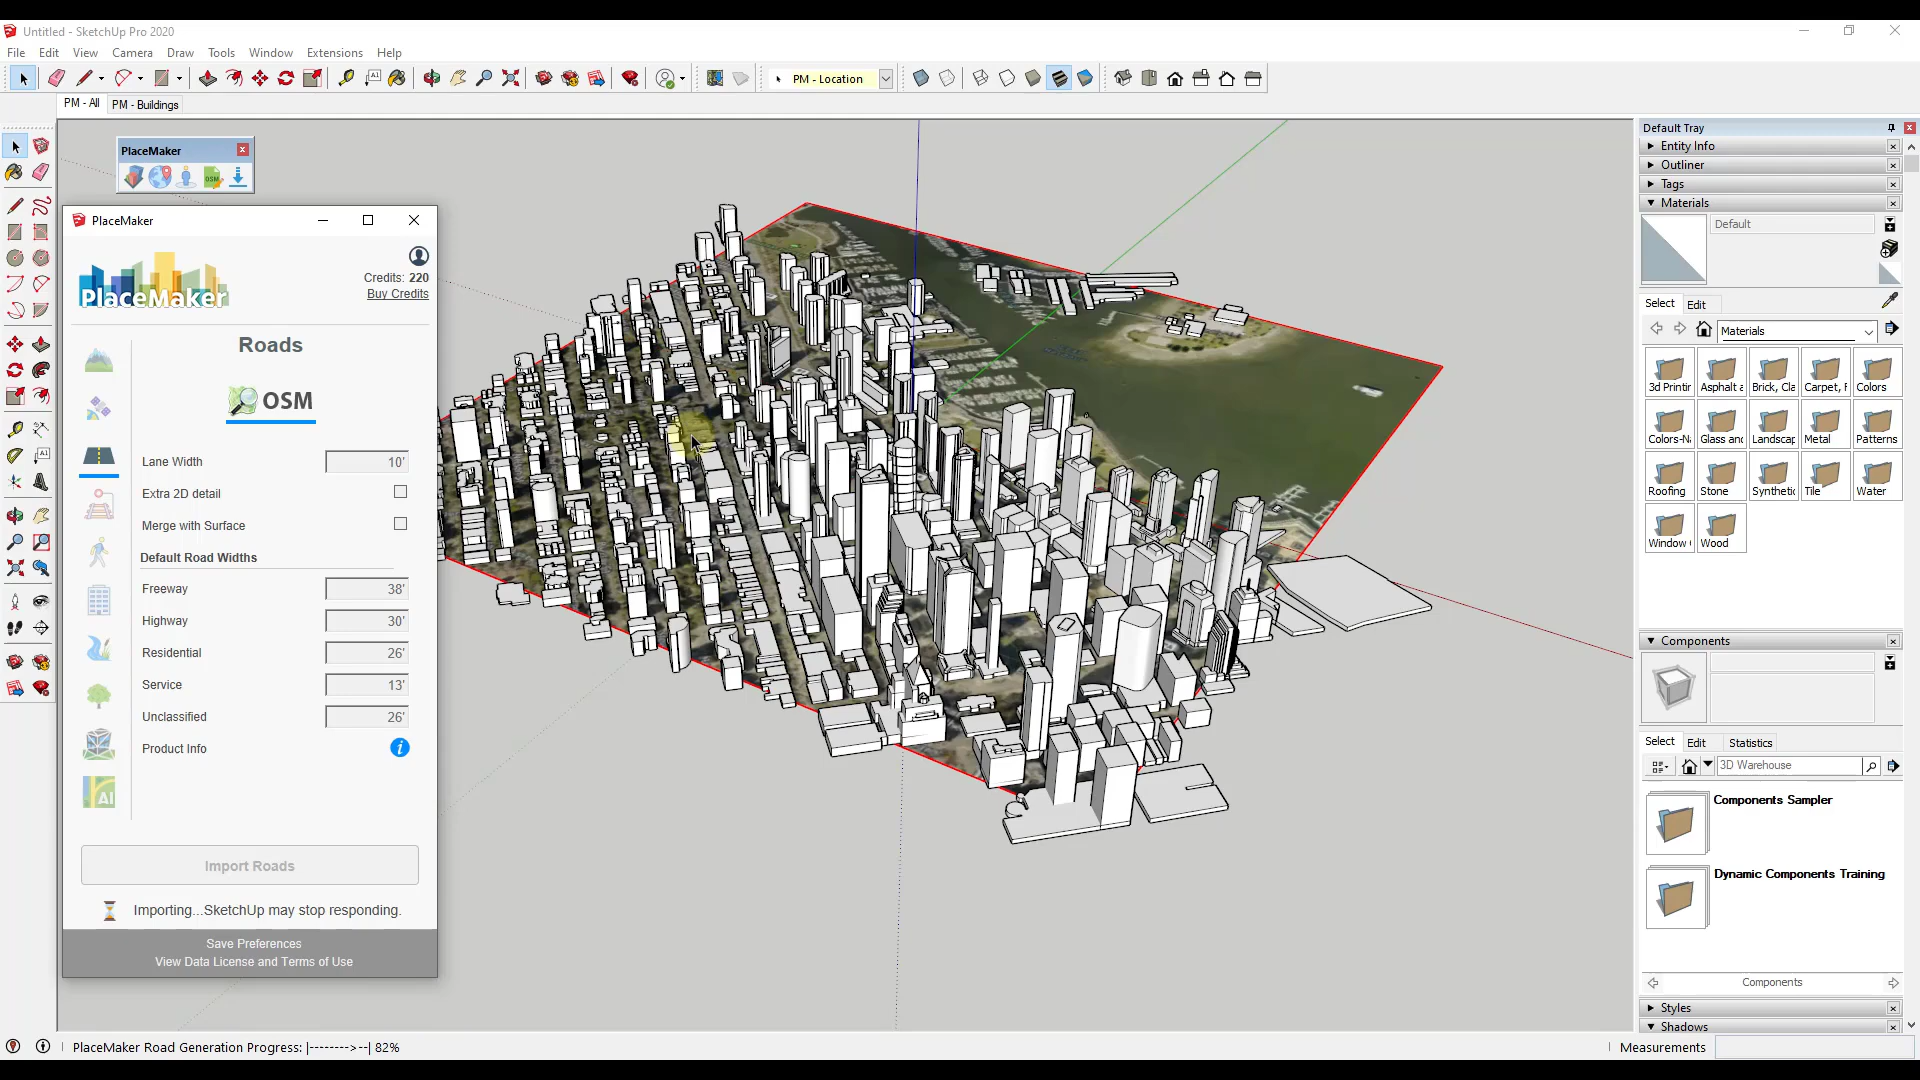 Untitled - SketchUp Pro 2020
File Edit View Camera Draw Tools Window Extensions Help
PM - Location
PM - All PM - Buildings
PlaceMaker
PlaceMaker
PlaceMaker
Credits: 220
Buy Credits
Roads
OSM
Lane Width 10'
Extra 2D detail
Merge with Surface
Default Road Widths
Freeway 38'
Highway 30'
Residential 26'
Service 13'
Unclassified 26'
Product Info
AI
Import Roads
Importing...SketchUp may stop responding.
Save Preferences
View Data License and Terms of Use
PlaceMaker Road Generation Progress: |-------->--| 82%
Default Tray
Entity Info
Outliner
Tags
Materials
Default
Select Edit
Materials
3d Printir Asphalt a Brick, Cla Carpet, F Colors
Colors-Na Glass and Landscap Metal Patterns
Roofing Stone Synthetic Tile Water
Window Wood
Components
Select Edit Statistics
3D Warehouse
Components Sampler
Dynamic Components Training
Components
Styles
Shadows
Measurements